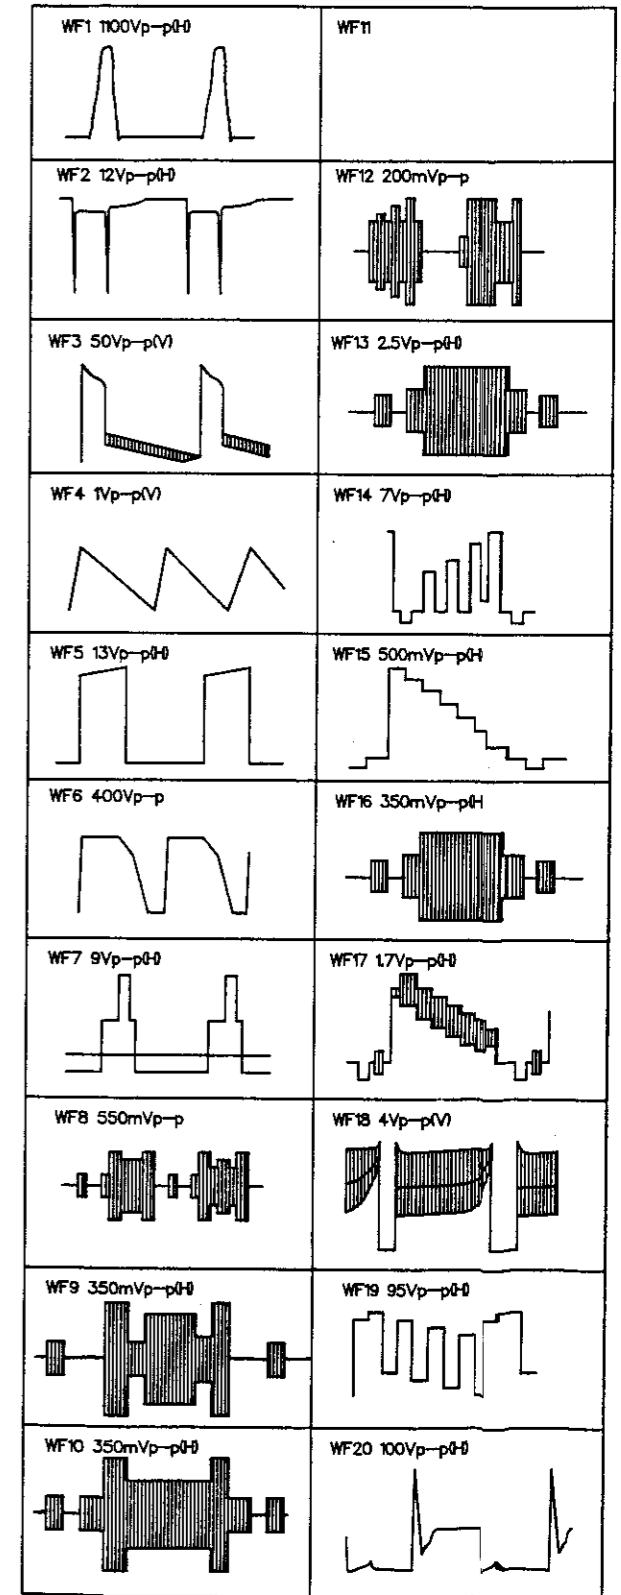 WF1 1100Vp-p(H)
WF11
WF2 12Vp-p(H)
WF12 200mVp-p
WF3 50Vp-p(V)
WF13 2.5Vp-p(H)
WF4 1Vp-p(V)
WF14 7Vp-p(H)
WF5 13Vp-p(H)
WF15 500mVp-p(H
WF6 400Vp-p
WF16 350mVp-p(H
WF7 9Vp-p(H)
WF17 1.7Vp-p(H)
WF8 550mVp-p
WF18 4Vp-p(V)
WF9 350mVp-p(H)
WF19 95Vp-p(H)
WF10 350mVp-p(H)
WF20 100Vp-p(H)